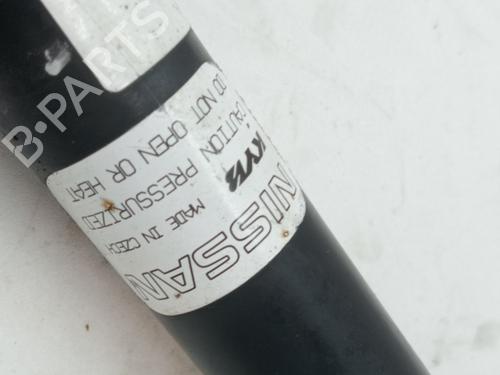 B-PARTS
CAUTION PRESSURIZED
DO NOT OPEN OR HEAT
KYB
MADE IN CZECH
NISSAN